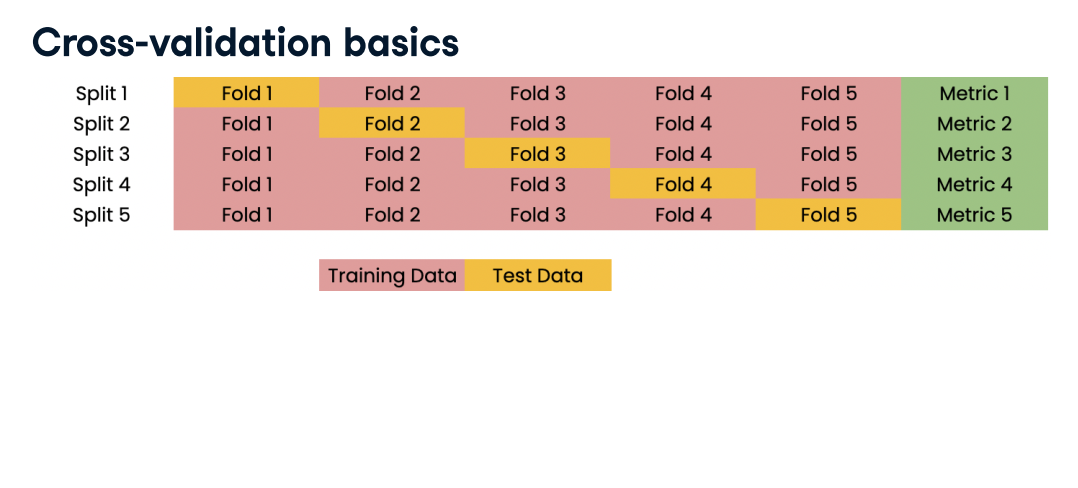 Cross-validation basics
Split 1 Fold 1 Fold 2 Fold 3 Fold 4 Fold 5 Metric 1
Split 2 Fold 1 Fold 2 Fold 3 Fold 4 Fold 5 Metric 2
Split 3 Fold 1 Fold 2 Fold 3 Fold 4 Fold 5 Metric 3
Split 4 Fold 1 Fold 2 Fold 3 Fold 4 Fold 5 Metric 4
Split 5 Fold 1 Fold 2 Fold 3 Fold 4 Fold 5 Metric 5
Training Data Test Data